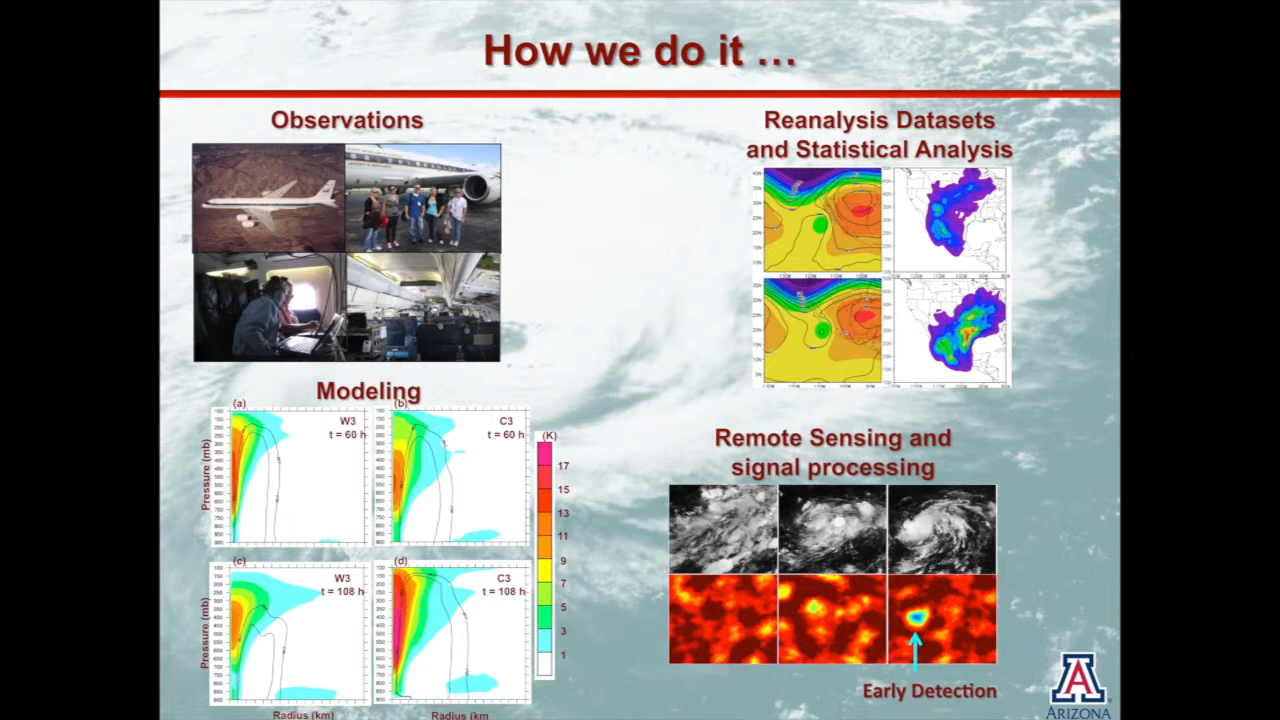 How we do it ...
Observations
Reanalysis Datasets
and Statistical Analysis
Modeling
(a)
W3
t = 60 h
(b)
C3
t = 60 h
(K)
17
15
13
11
9
7
5
3
1
Pressure (mb)
(c)
W3
t = 108 h
(d)
C3
t = 108 h
Pressure (mb)
Radius (km)
Radius (km
Remote Sensing and
signal processing
Early Detection
ARIZONA